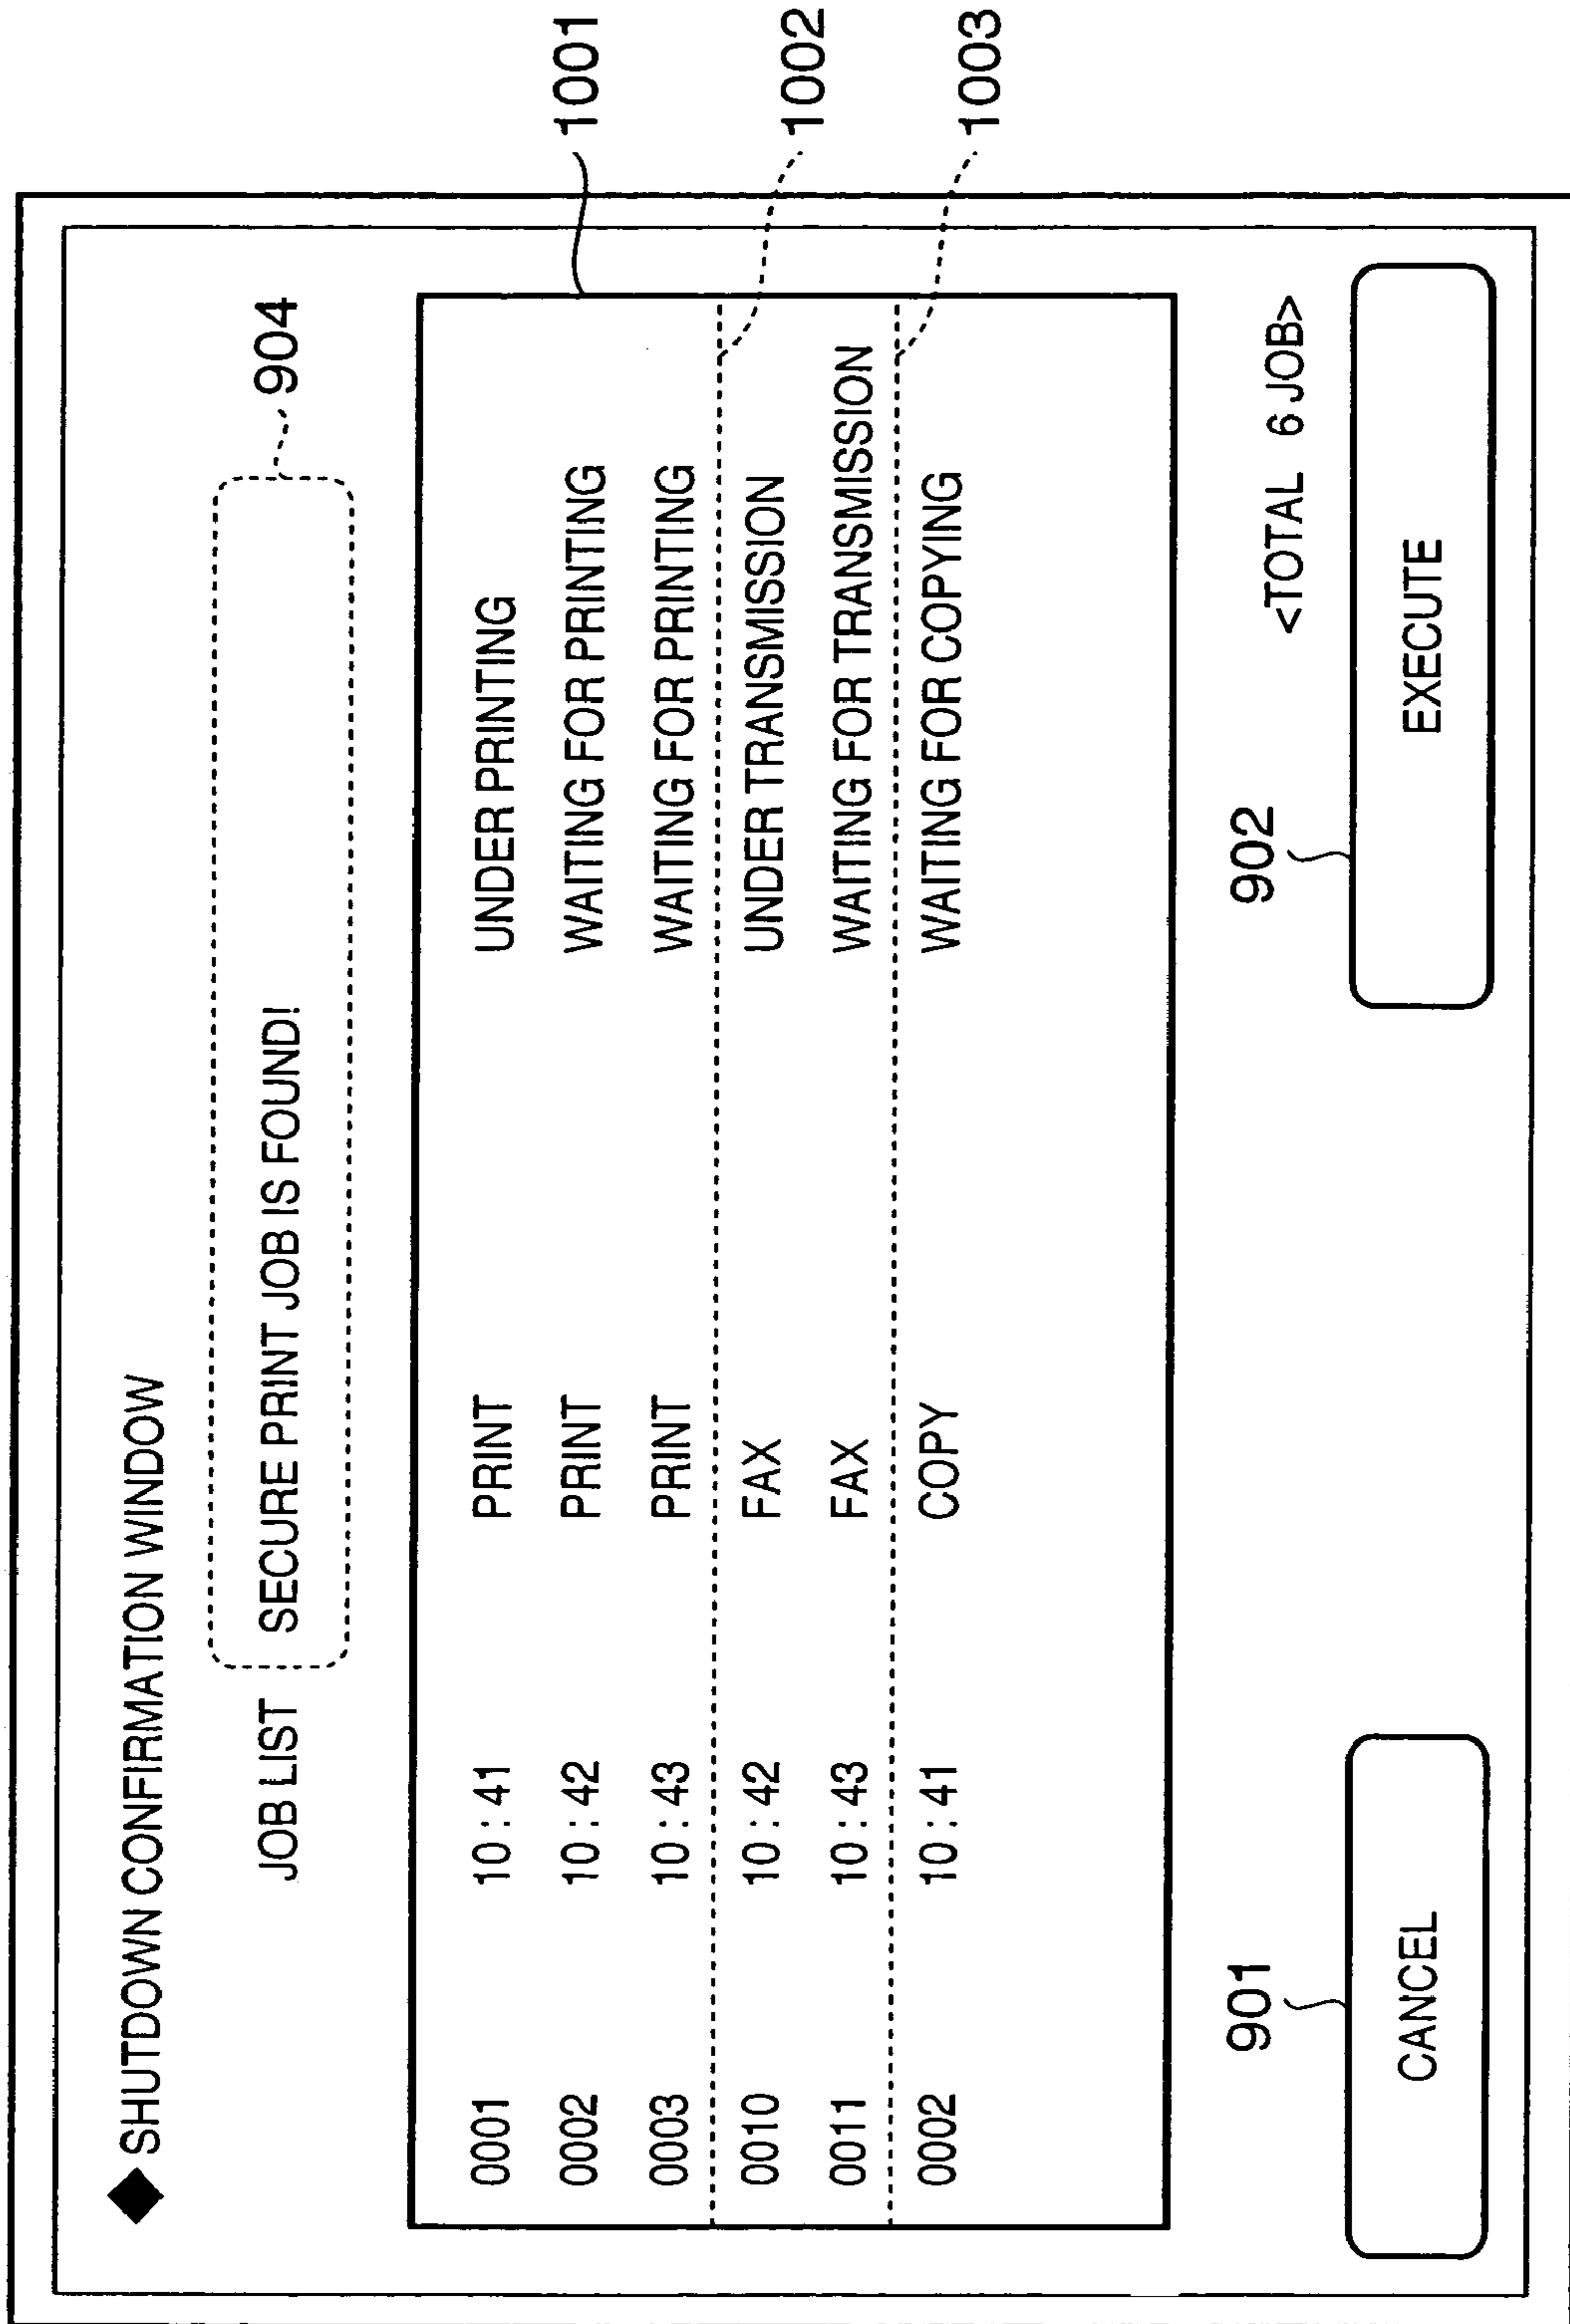 ◆ SHUTDOWN CONFIRMATION WINDOW
904
JOB LIST SECURE PRINT JOB IS FOUND!
1001
0001 10:41 PRINT UNDER PRINTING
0002 10:42 PRINT WAITING FOR PRINTING
0003 10:43 PRINT WAITING FOR PRINTING
1002
0010 10:42 FAX UNDER TRANSMISSION
0011 10:43 FAX WAITING FOR TRANSMISSION
1003
0002 10:41 COPY WAITING FOR COPYING
901 902 <TOTAL 6 JOB>
CANCEL EXECUTE